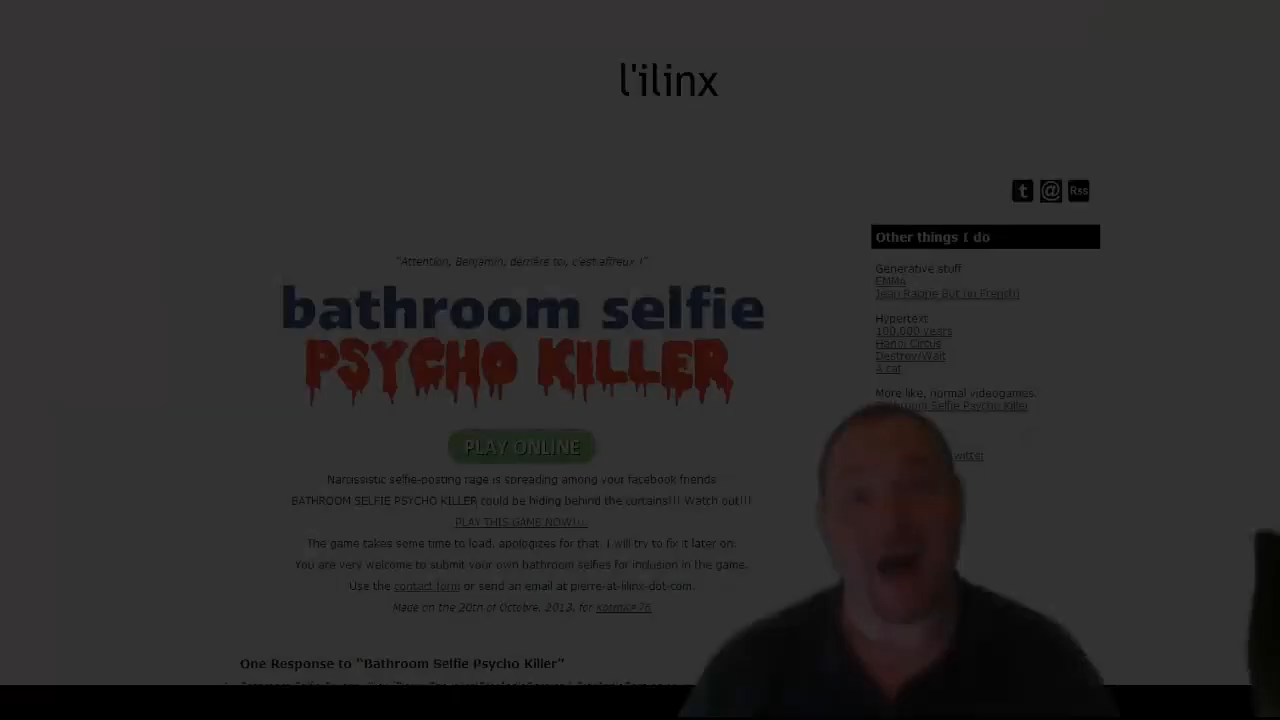 l'ilinx
t @ Rss
Other things I do
"Attention, Benjamin, derrière toi, c'est affreux !"
bathroom selfie
PSYCHO KILLER
PLAY ONLINE
Narcissistic selfie-posting rage is spreading among your facebook friends
BATHROOM SELFIE PSYCHO KILLER could be hiding behind the curtains!!! Watch out!!!
PLAY THIS GAME NOW!!!
The game takes some time to load, apologizes for that. I will try to fix it later on.
You are very welcome to submit your own bathroom selfies for inclusion in the game.
Use the contact form or send an email at pierre-at-ilinx-dot-com.
Made on the 20th of Octobre, 2013, for
One Response to "Bathroom Selfie Psycho Killer"
Generative stuff
EMMA
Jean Racine Bot (in French)
Hypertext
100,000 years
Handi Circus
Destroy/Wait
A cat
More like, normal videogames
Selfie Psycho Killer